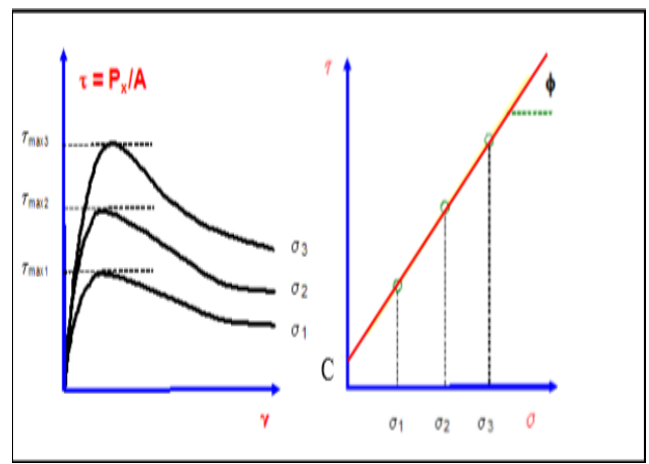 τ = Pₓ/A
τmax3
τmax2
τmax1
σ3
σ2
σ1
γ
τ
ϕ
C
σ1 σ2 σ3 σ